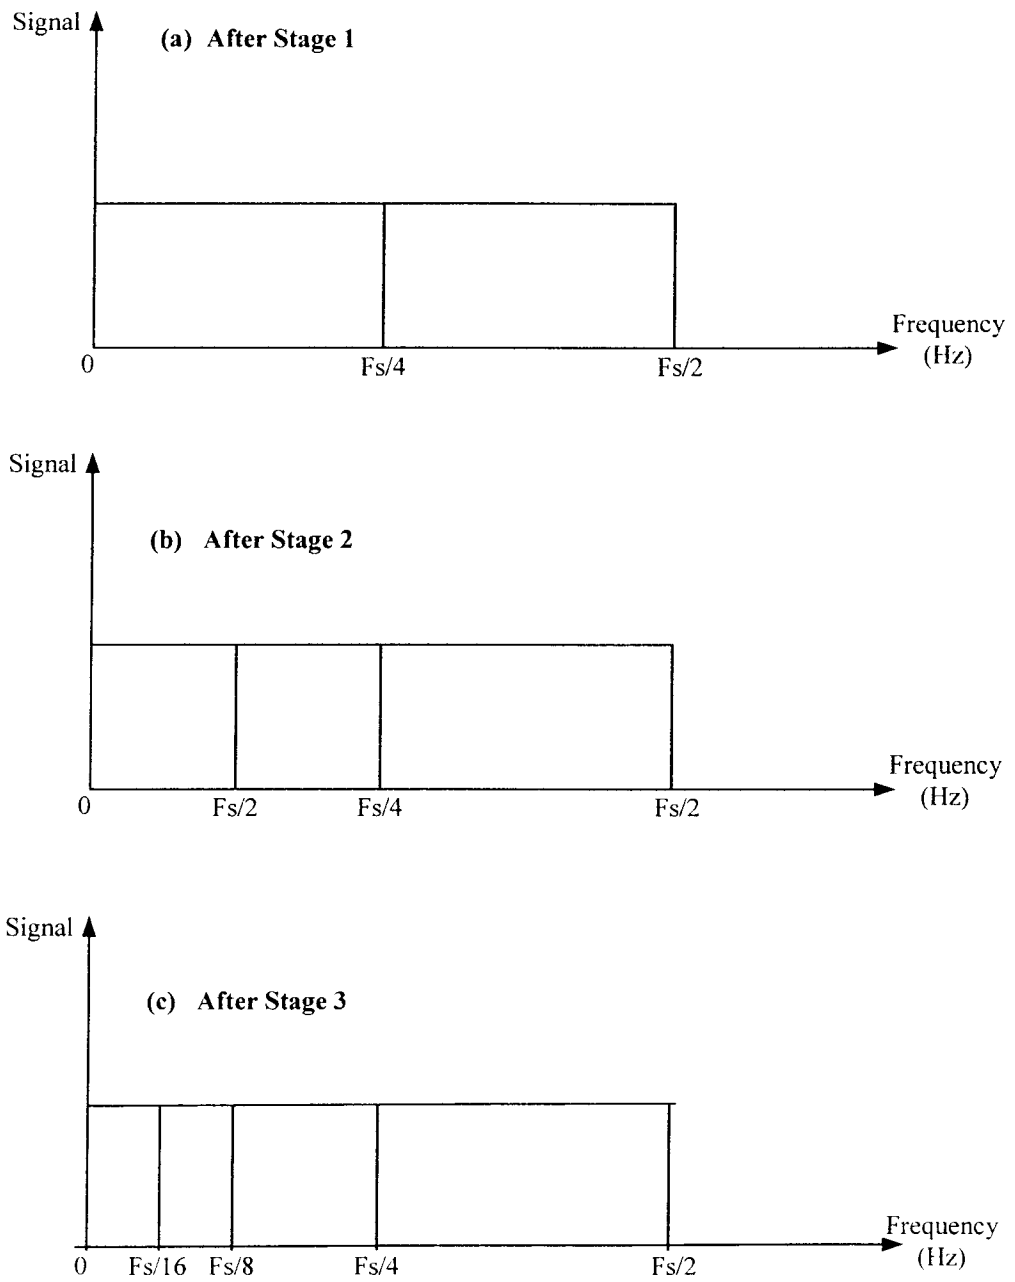 Signal
(a) After Stage 1
Frequency
(Hz)
0
Fs/4
Fs/2
Signal
(b) After Stage 2
Frequency
(Hz)
0
Fs/2
Fs/4
Fs/2
Signal
(c) After Stage 3
Frequency
(Hz)
0
Fs/16
Fs/8
Fs/4
Fs/2